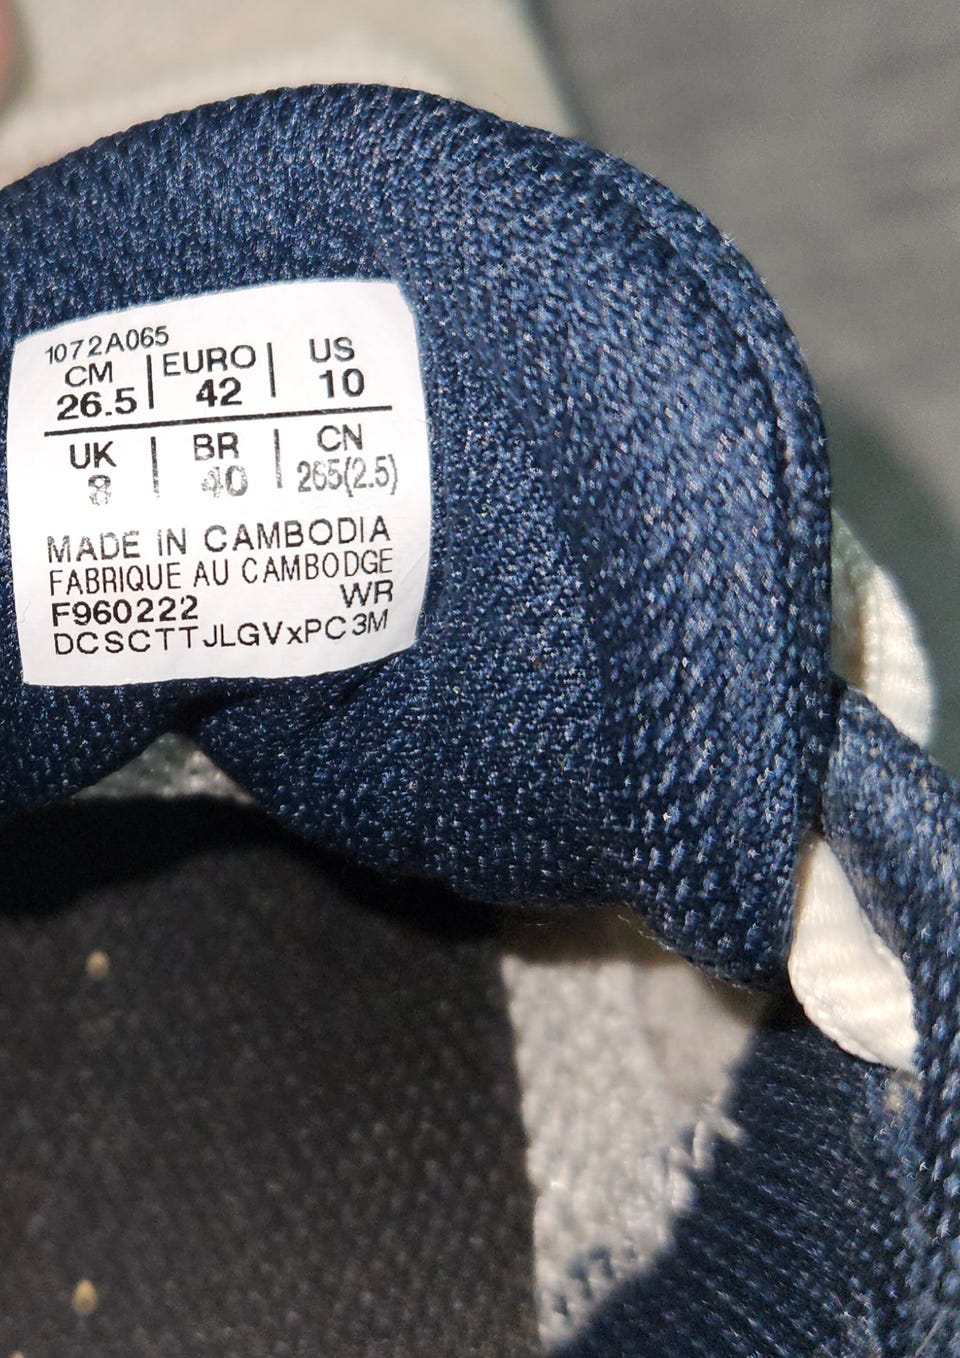 1072A065
CM | EURO | US
26.5 | 42 | 10
UK | BR | CN
8 | 40 | 265(2.5)
MADE IN CAMBODIA
FABRIQUE AU CAMBODGE
F960222 WR
DCSCTTJLGVxPC3M